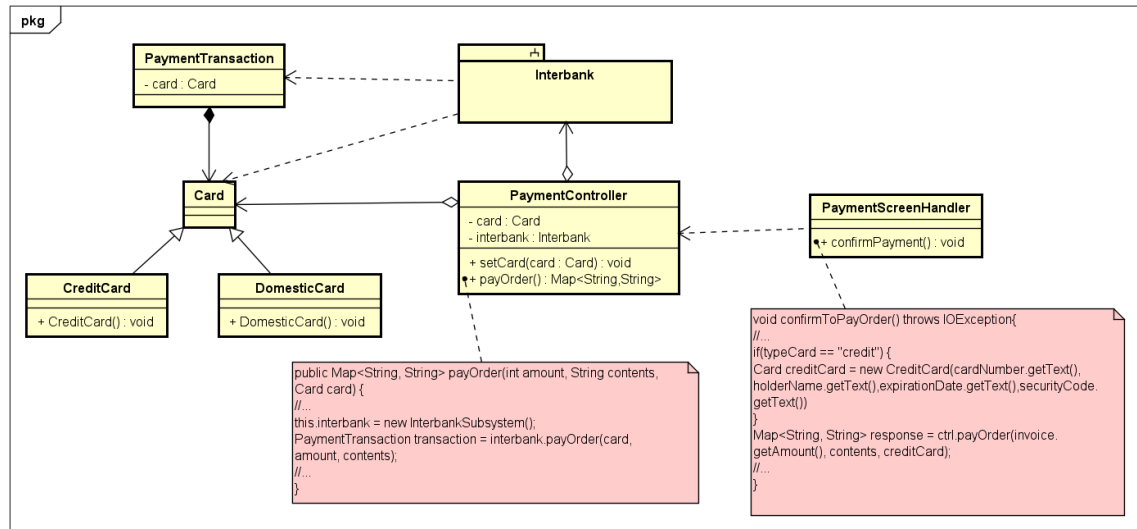 pkg
PaymentTransaction
- card : Card
Interbank
Card
PaymentController
- card : Card
- interbank : Interbank
+ setCard(card : Card) : void
+ payOrder() : Map<String,String>
PaymentScreenHandler
+ confirmPayment() : void
CreditCard
+ CreditCard() : void
DomesticCard
+ DomesticCard() : void
public Map<String, String> payOrder(int amount, String contents,
Card card) {
//...
this.interbank = new InterbankSubsystem();
PaymentTransaction transaction = interbank.payOrder(card,
amount, contents);
//...
}
void confirmToPayOrder() throws IOException{
//...
if(typeCard == "credit") {
Card creditCard = new CreditCard(cardNumber.getText(),
holderName.getText(),expirationDate.getText(),securityCode.
getText())
}
Map<String, String> response = ctrl.payOrder(invoice.
getAmount(), contents, creditCard);
//...
}